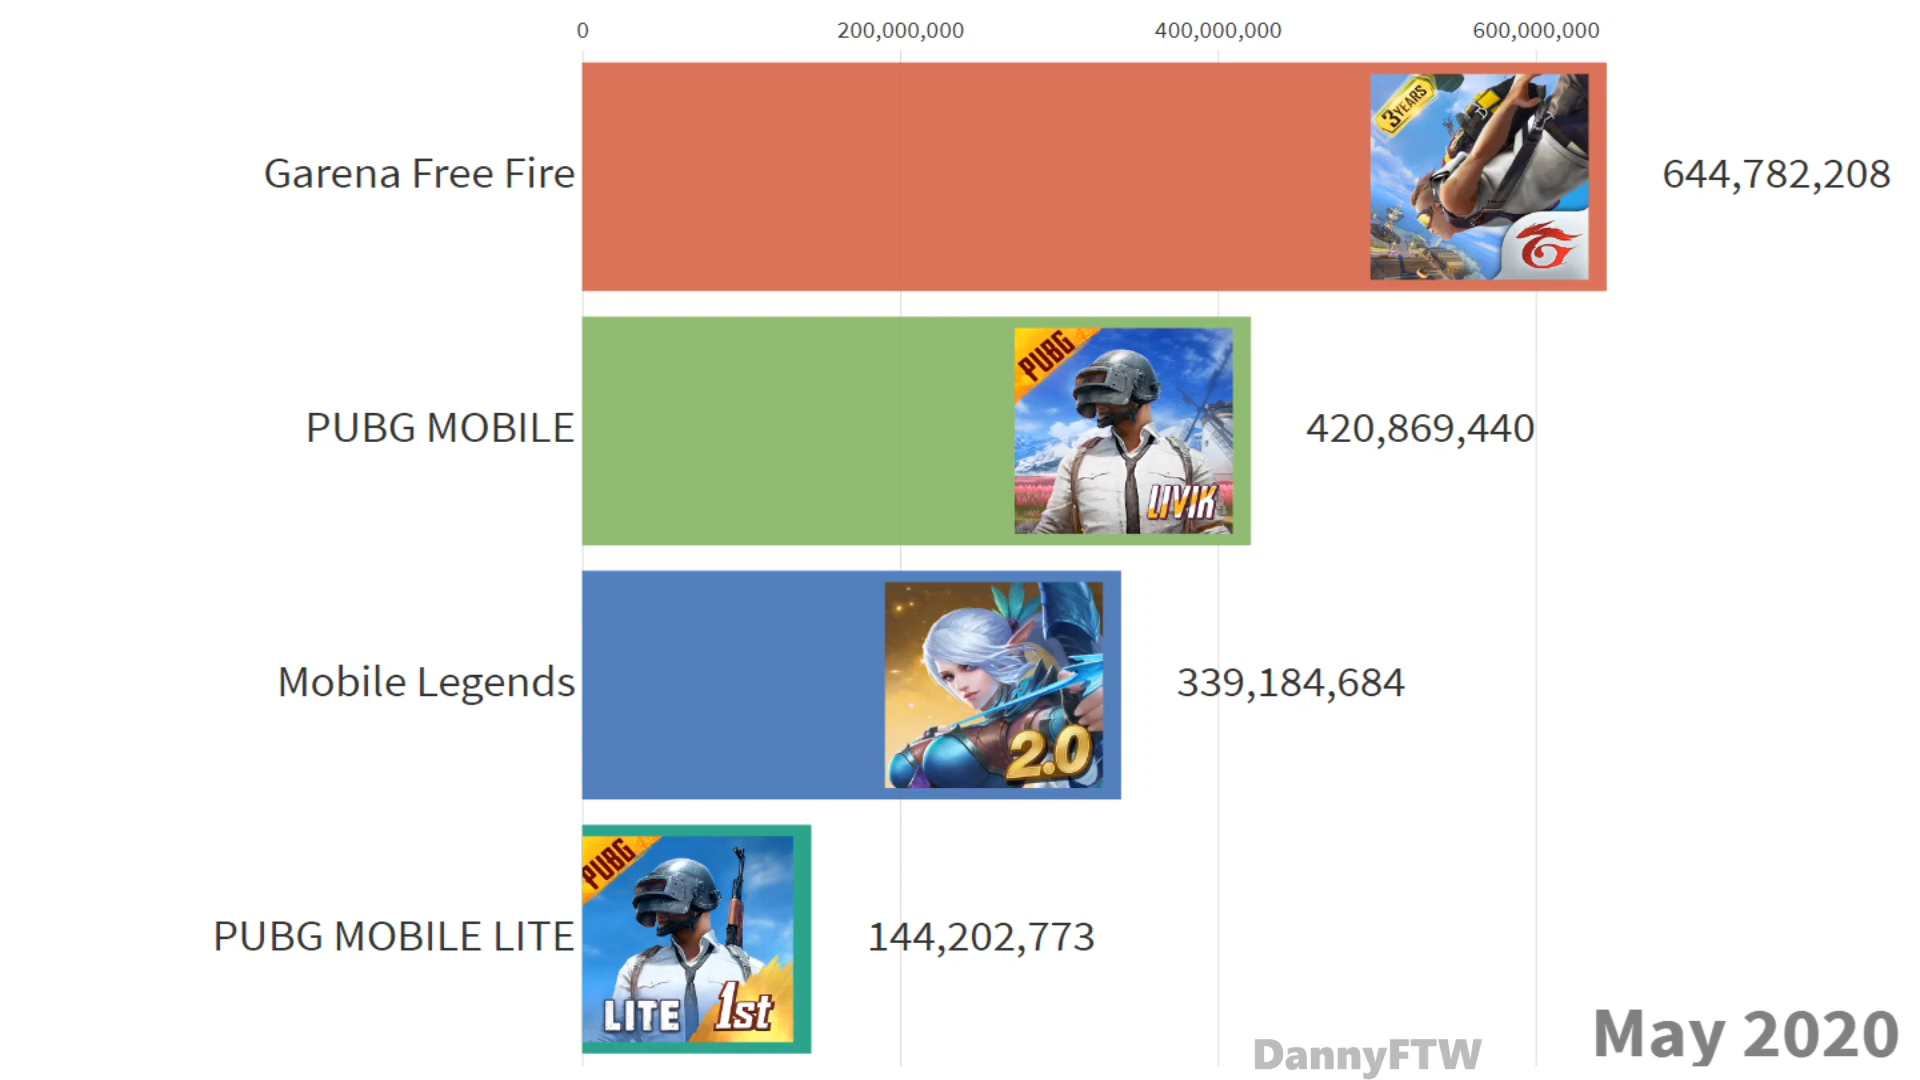 0 200,000,000 400,000,000 600,000,000
3 YEARS
Garena Free Fire 644,782,208
PUBG
PUBG MOBILE 420,869,440
LIVIK
Mobile Legends 339,184,684
2.0
PUBG
PUBG MOBILE LITE 144,202,773
LITE 1st
May 2020
DannyFTW